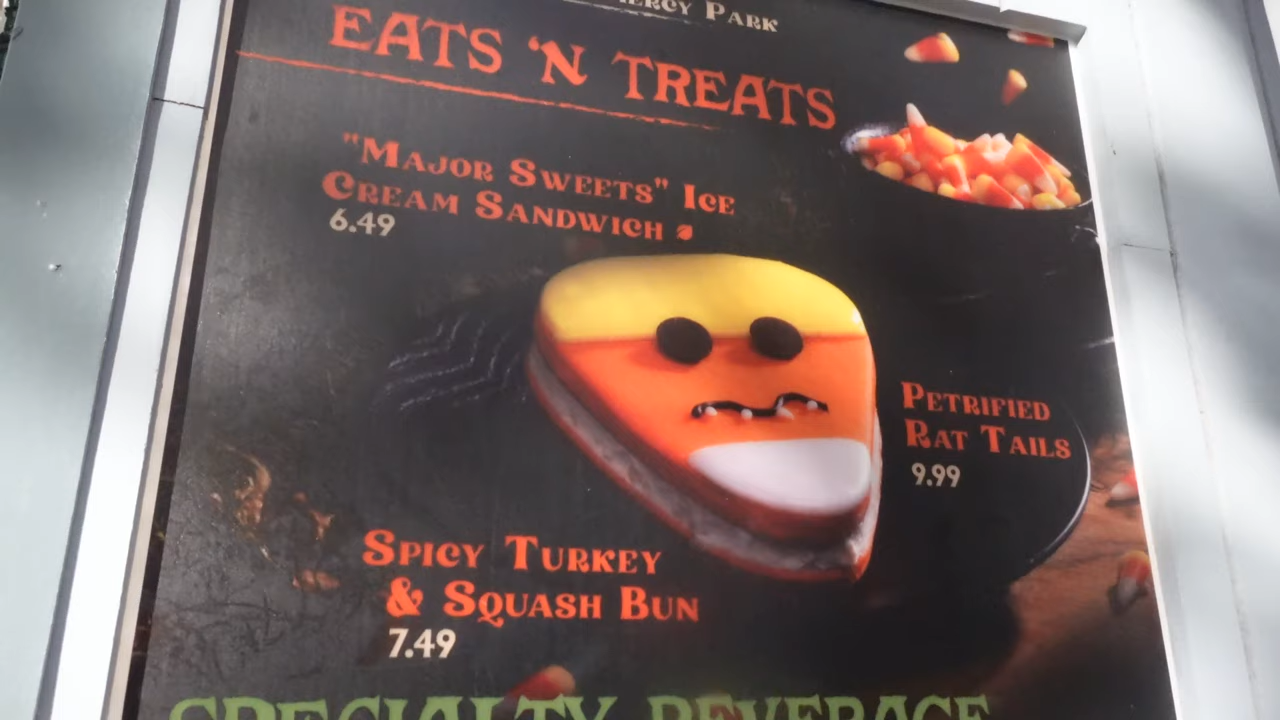 Park
Eats 'N Treats
"Major Sweets" Ice
Cream Sandwich
6.49
Petrified
Rat Tails
9.99
Spicy Turkey
& Squash Bun
7.49
Specialty Beverage